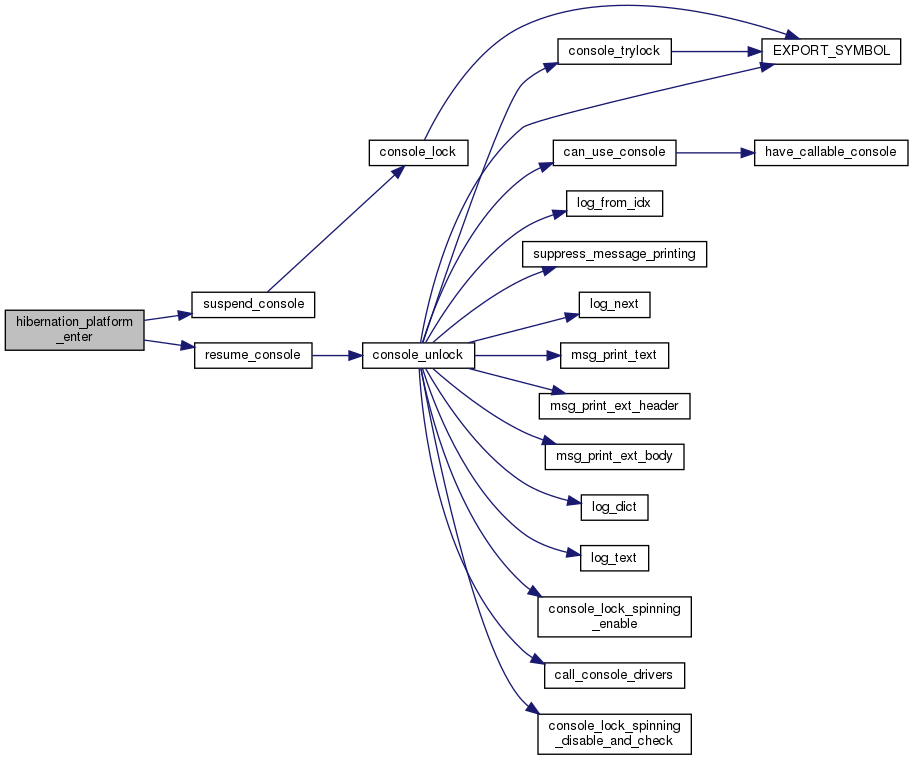 hibernation_platform
_enter
suspend_console
resume_console
console_lock
console_unlock
console_trylock
EXPORT_SYMBOL
can_use_console
have_callable_console
log_from_idx
suppress_message_printing
log_next
msg_print_text
msg_print_ext_header
msg_print_ext_body
log_dict
log_text
console_lock_spinning
_enable
call_console_drivers
console_lock_spinning
_disable_and_check